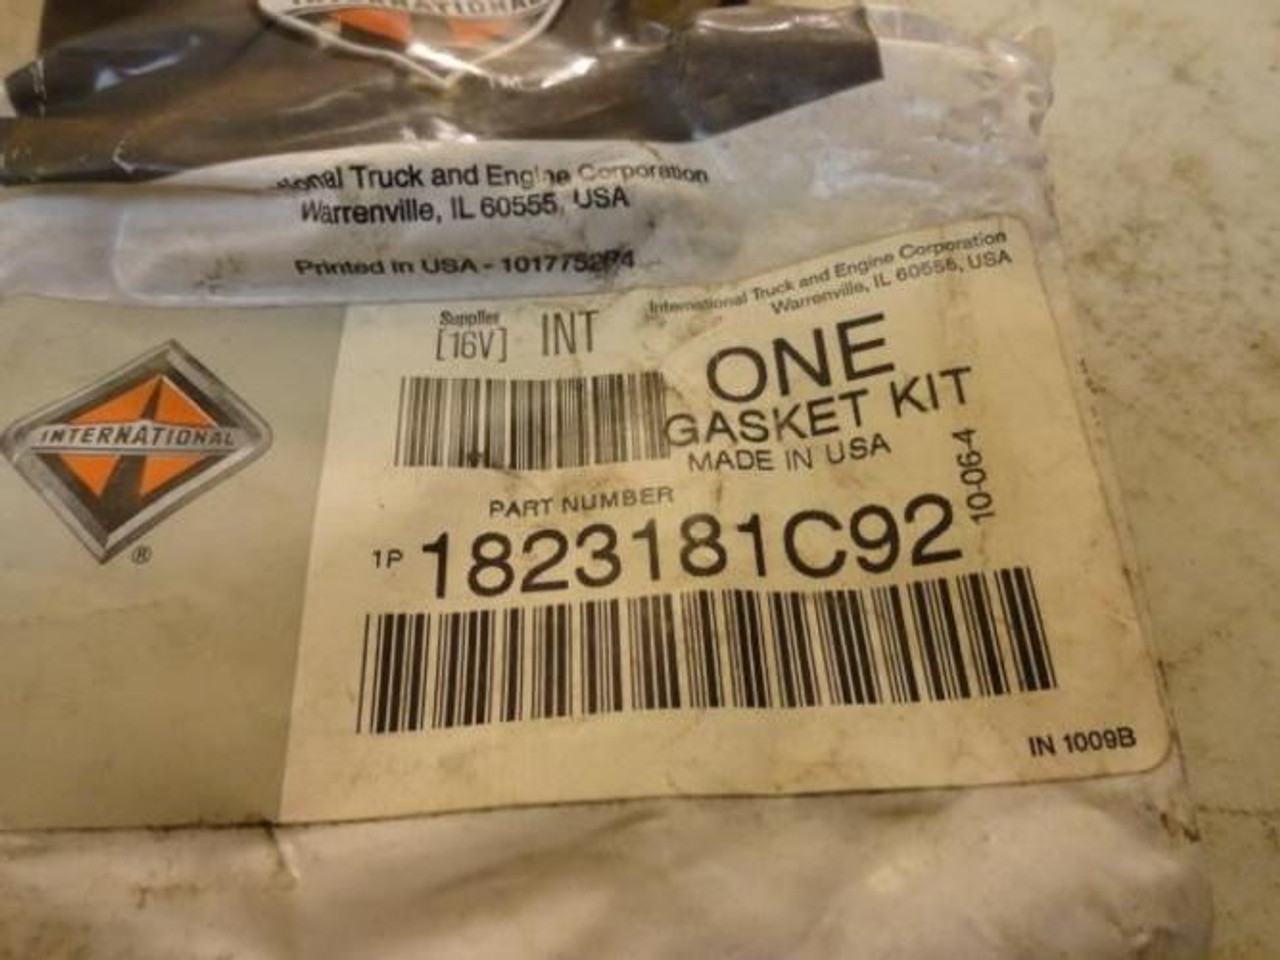 INTERNATIONAL
Truck and Engine Corporation
Warrenville, IL 60555, USA
Printed in USA - 1017752R4
International Truck and Engine Corporation
Warrenville, IL 60555, USA
Supplier
[16V] INT
ONE
GASKET KIT
MADE IN USA
10-06-4
INTERNATIONAL
®
PART NUMBER
1P 1823181C92
IN 1009B